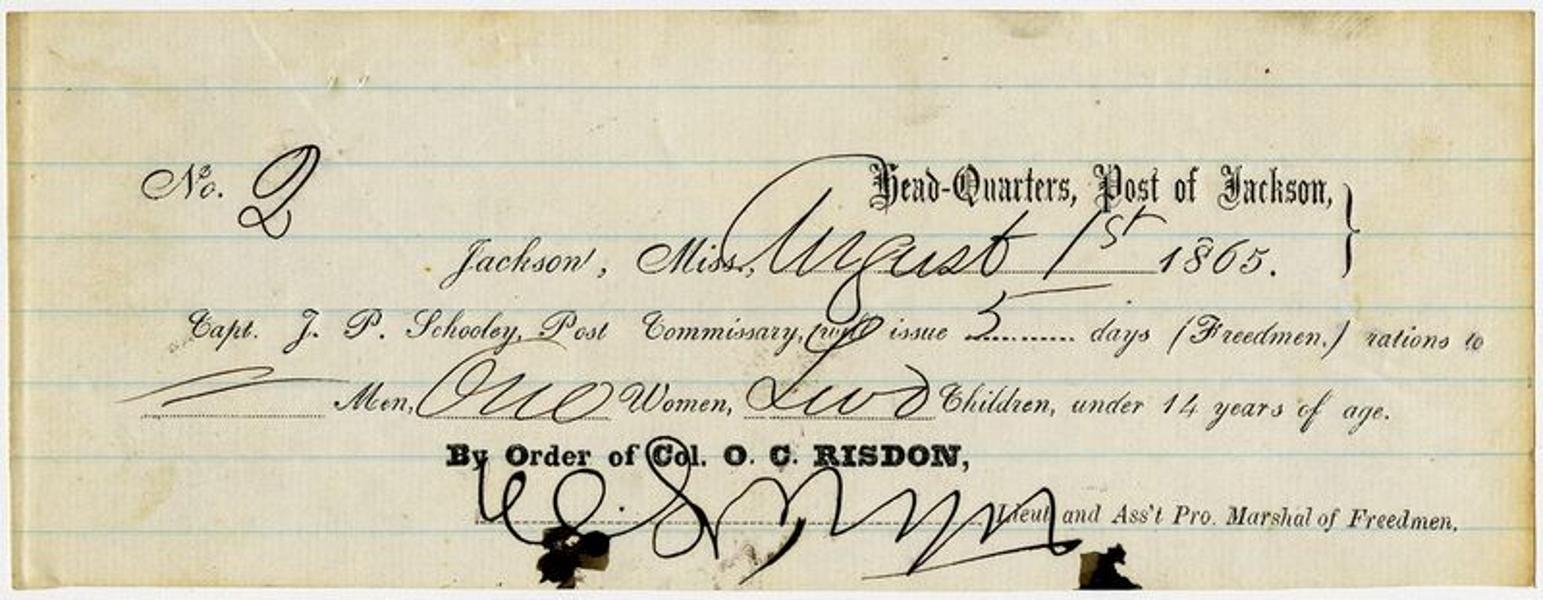 No. 2
Head-Quarters, Post of Jackson,
Jackson, Miss., August 1st 1865.
Capt. J. P. Schooley, Post Commissary, will issue 5 days (Freedmen.) rations to
Men, One Women, Two Children, under 14 years of age.
By Order of Col. O. C. RISDON,
Lieut. and Ass't Pro. Marshal of Freedmen.